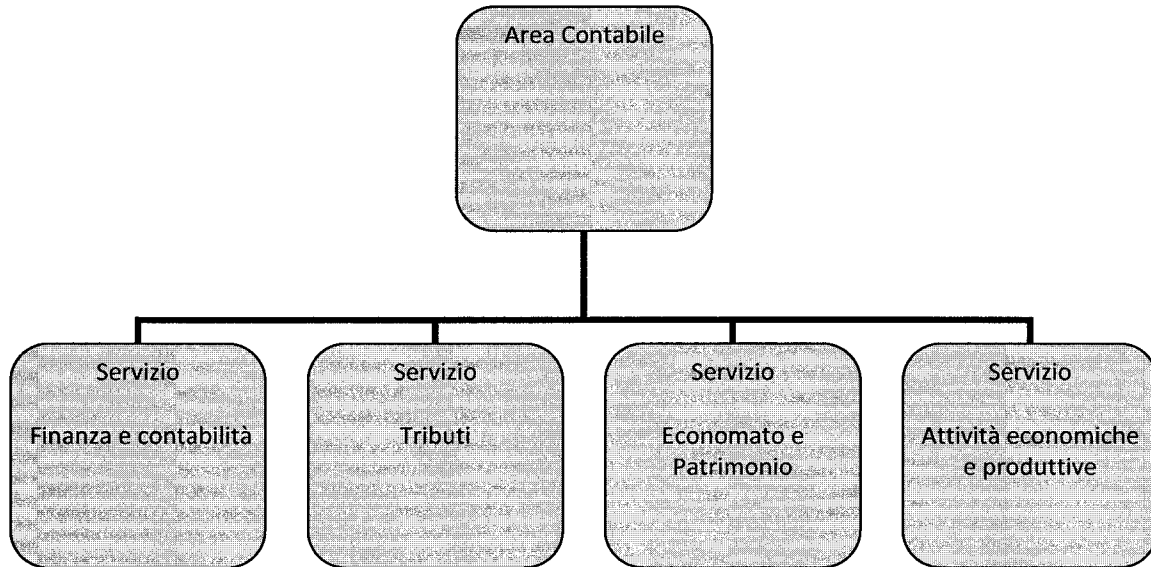 Area Contabile
Servizio
Finanza e contabilità
Servizio
Tributi
Servizio
Economato e
Patrimonio
Servizio
Attività economiche
e produttive